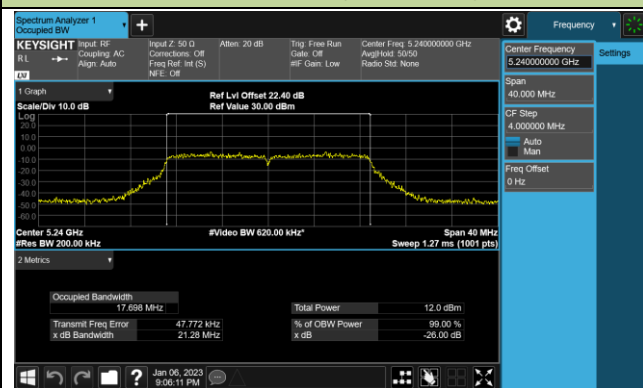 Spectrum Analyzer 1
Occupied BW
+
Frequency
KEYSIGHT
RL
LXI
Input: RF
Coupling: AC
Align: Auto
Input Z: 50 Ω
Corrections: Off
Freq Ref: Int (S)
NFE: Off
Atten: 20 dB
Trig: Free Run
Gate: Off
#IF Gain: Low
Center Freq: 5.240000000 GHz
Avg|Hold: 50/50
Radio Std: None
Center Frequency
5.240000000 GHz
Settings
Span
40.000 MHz
CF Step
4.000000 MHz
Auto
Man
Freq Offset
0 Hz
1 Graph
Scale/Div 10.0 dB
Ref Lvl Offset 22.40 dB
Ref Value 30.00 dBm
Log
20.0
10.0
0.00
-10.0
-20.0
-30.0
-40.0
-50.0
-60.0
Center 5.24 GHz
#Video BW 620.00 kHz*
Span 40 MHz
#Res BW 200.00 kHz
Sweep 1.27 ms (1001 pts)
2 Metrics
Occupied Bandwidth
17.698 MHz
Total Power
12.0 dBm
Transmit Freq Error
47.772 kHz
% of OBW Power
99.00 %
x dB Bandwidth
21.28 MHz
x dB
-26.00 dB
?
Jan 06, 2023
9:06:11 PM